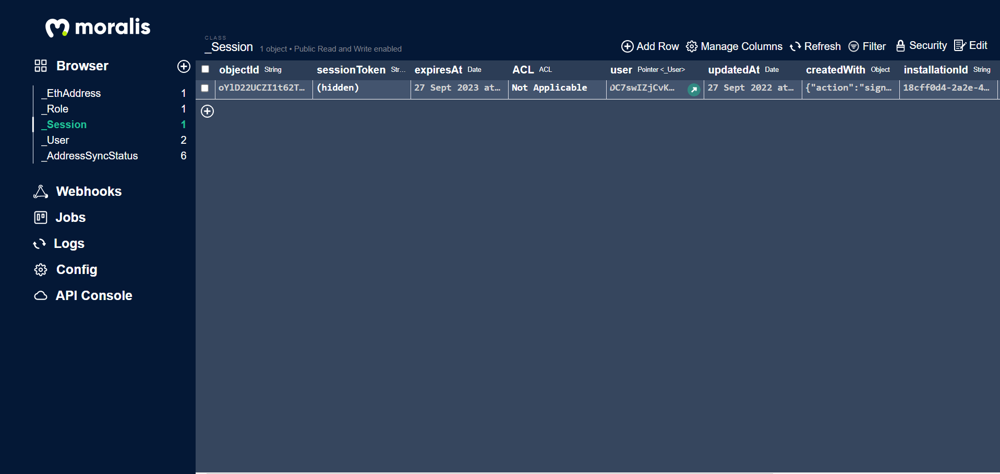 moralis
CLASS
_Session 1 object • Public Read and Write enabled
Add Row Manage Columns Refresh Filter Security Edit
Browser
_EthAddress 1
_Role 1
_Session 1
_User 2
_AddressSyncStatus 6
Webhooks
Jobs
Logs
Config
API Console
objectId String sessionToken Str... expiresAt Date ACL ACL user Pointer <_User> updatedAt Date createdWith Object installationId String
oYlD22UCZI1t62T... (hidden) 27 Sept 2023 at... Not Applicable DC7swIZjCvK... 27 Sept 2022 at... {"action":"sign... 18cff0d4-2a2e-4...